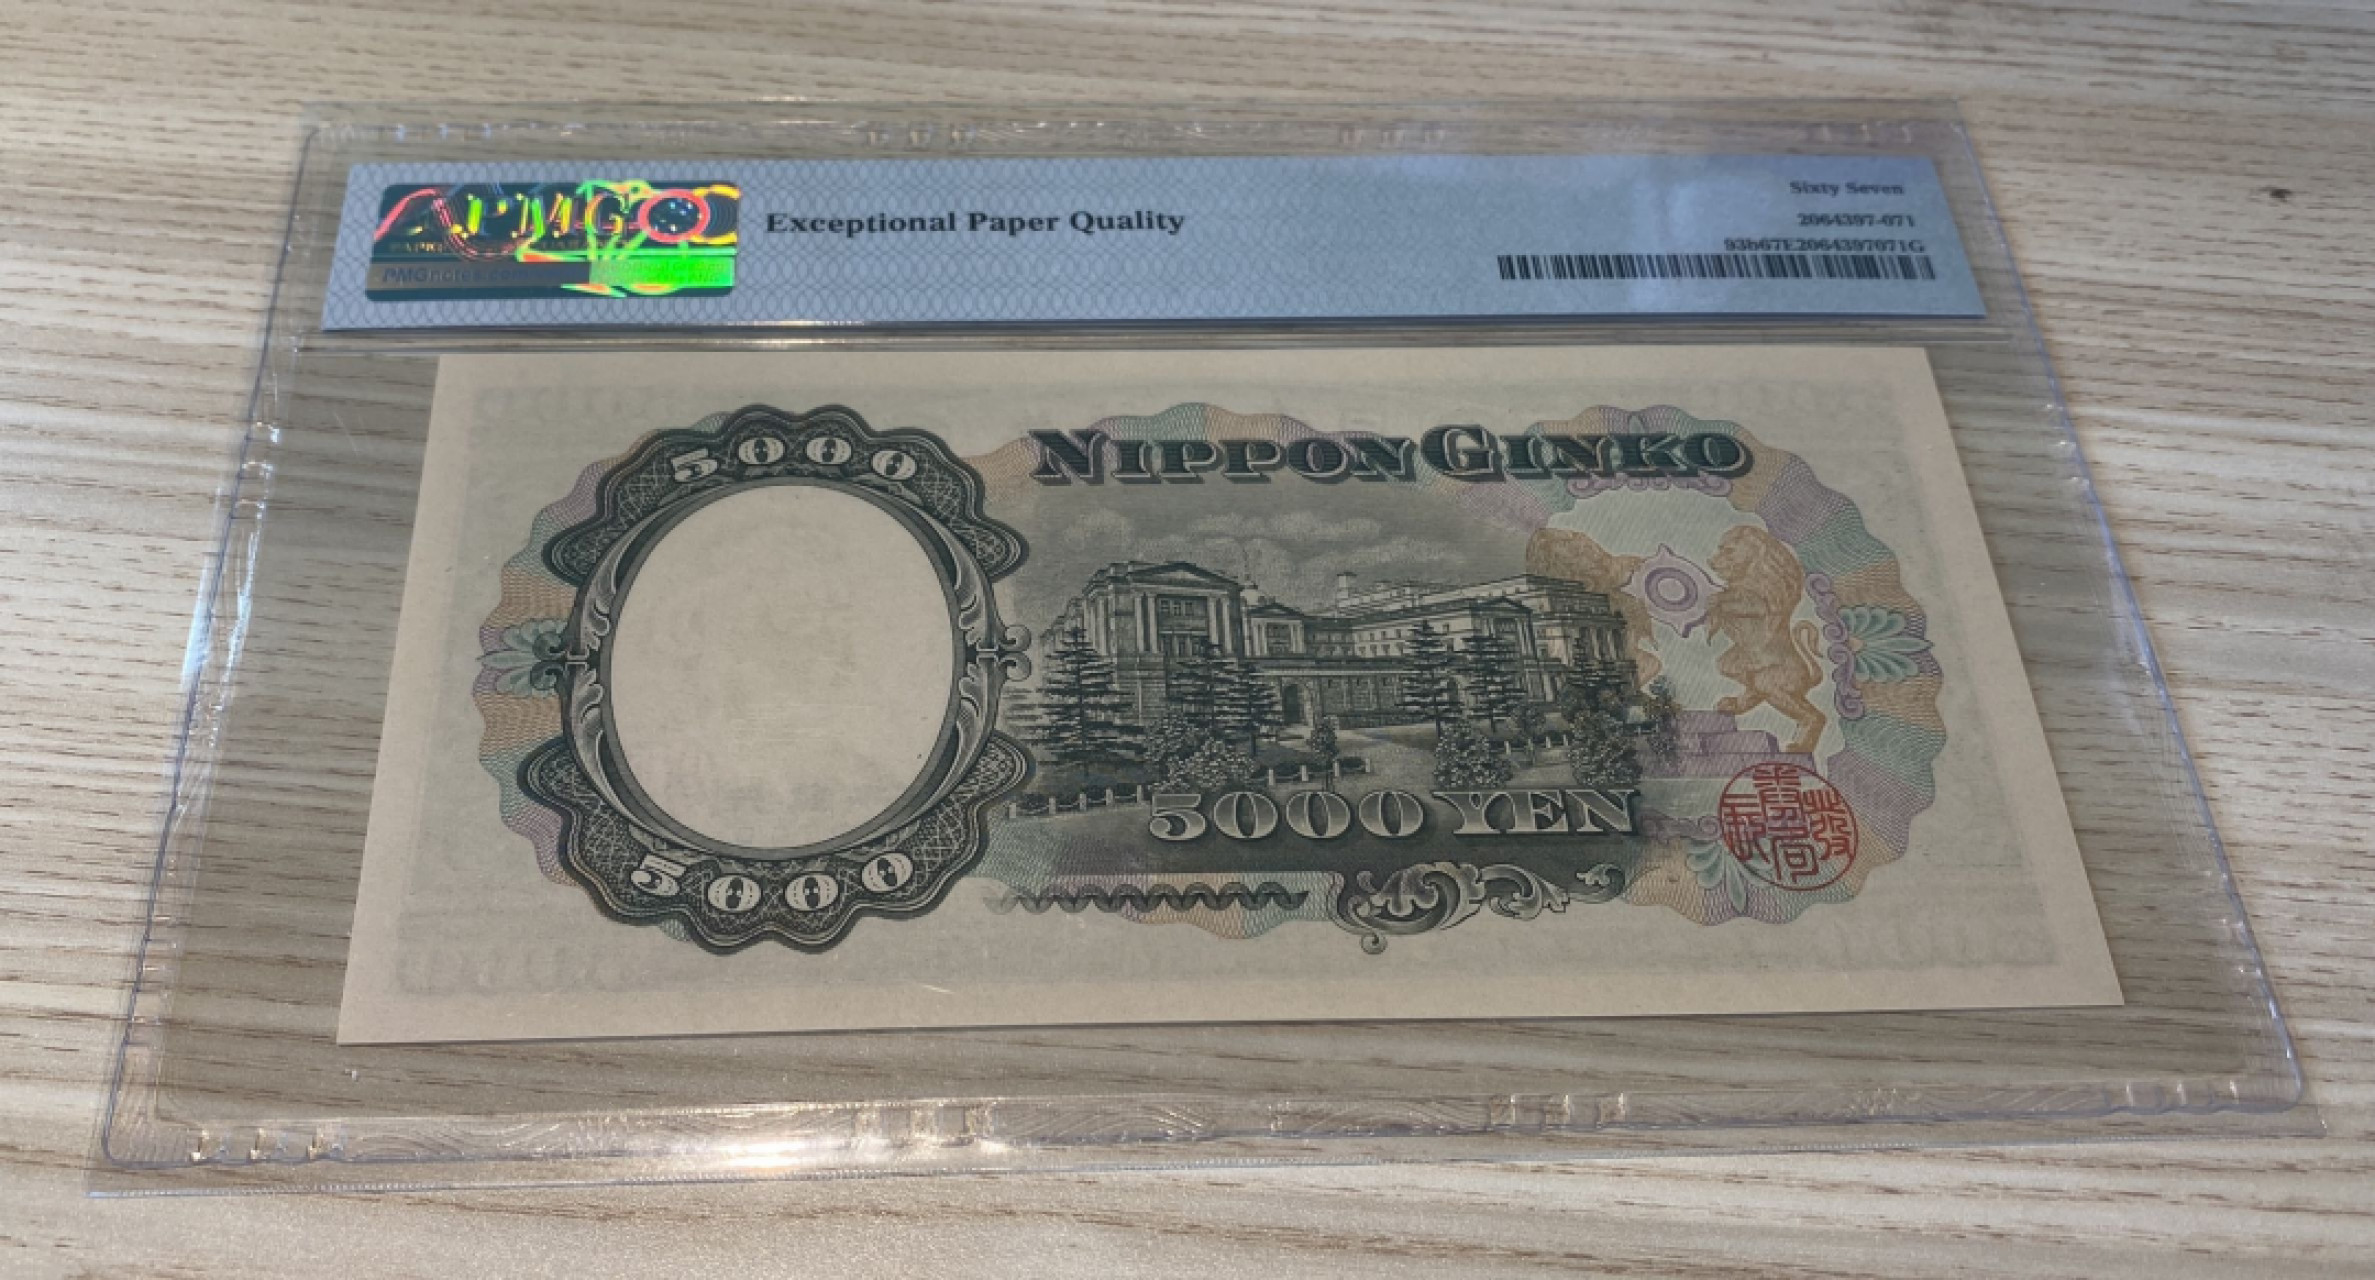 PMG
Exceptional Paper Quality
Sixty Seven
2064397-071
93b67E2064397071G
5000
NIPPON GINKO
5000 YEN
5000